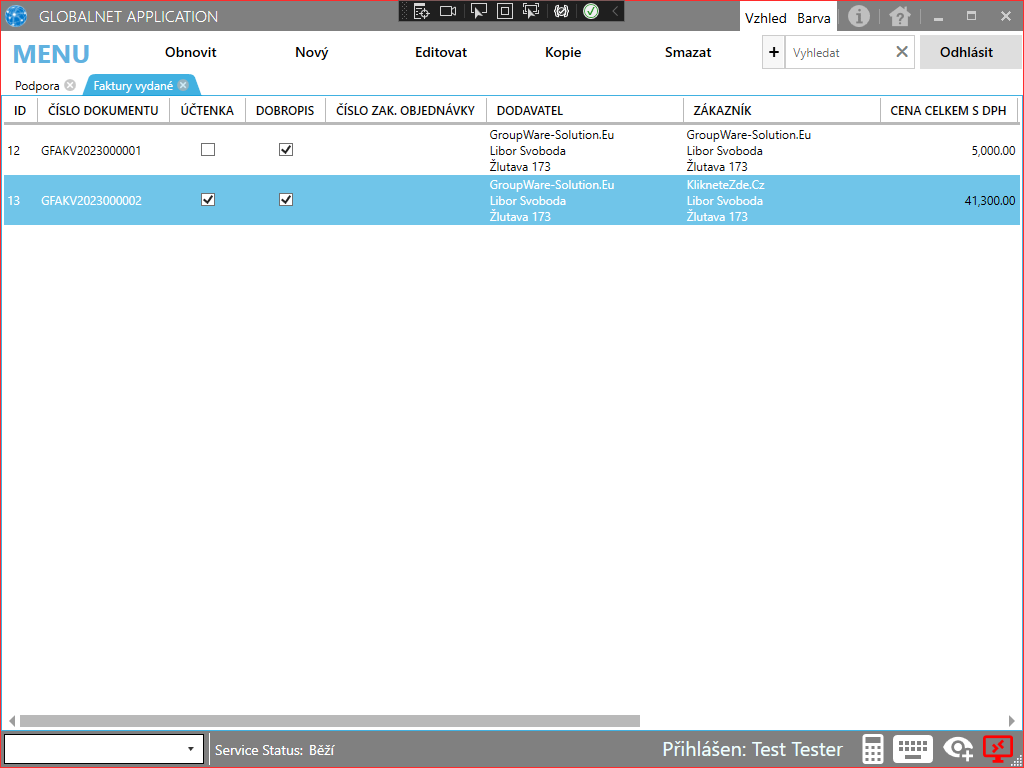 GLOBALNET APPLICATION
Vzhled Barva
MENU Obnovit Nový Editovat Kopie Smazat + Vyhledat Odhlásit
Podpora Faktury vydané
ID ČÍSLO DOKUMENTU ÚČTENKA DOBROPIS ČÍSLO ZAK. OBJEDNÁVKY DODAVATEL ZÁKAZNÍK CENA CELKEM S DPH
GroupWare-Solution.Eu GroupWare-Solution.Eu
12 GFAKV2023000001 Libor Svoboda Libor Svoboda 5,000.00
Žlutava 173 Žlutava 173
GroupWare-Solution.Eu KlikneteZde.Cz
13 GFAKV2023000002 Libor Svoboda Libor Svoboda 41,300.00
Žlutava 173 Žlutava 173
Service Status: Běží Přihlášen: Test Tester